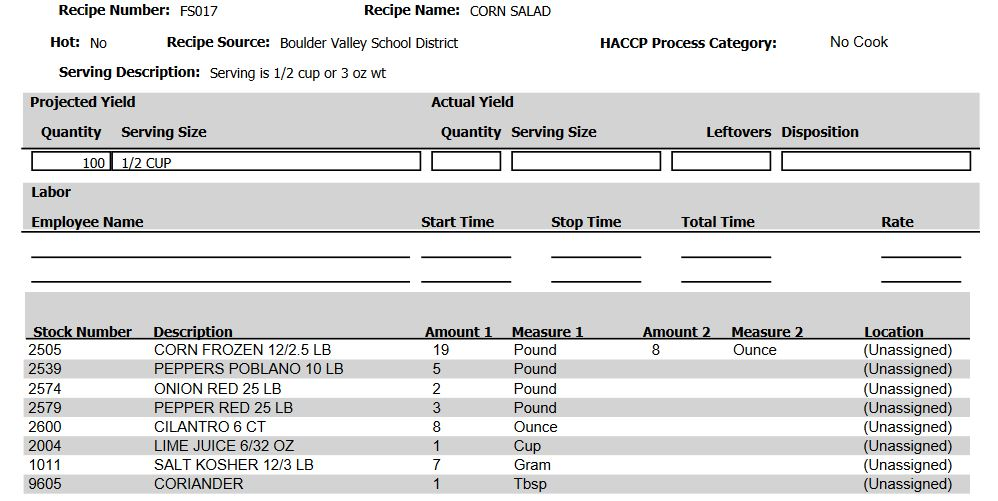 Recipe Number: FS017 Recipe Name: CORN SALAD
Hot: No Recipe Source: Boulder Valley School District HACCP Process Category: No Cook
Serving Description: Serving is 1/2 cup or 3 oz wt
Projected Yield Actual Yield
Quantity Serving Size Quantity Serving Size Leftovers Disposition
100 1/2 CUP
Labor
Employee Name Start Time Stop Time Total Time Rate
Stock Number Description Amount 1 Measure 1 Amount 2 Measure 2 Location
2505 CORN FROZEN 12/2.5 LB 19 Pound 8 Ounce (Unassigned)
2539 PEPPERS POBLANO 10 LB 5 Pound (Unassigned)
2574 ONION RED 25 LB 2 Pound (Unassigned)
2579 PEPPER RED 25 LB 3 Pound (Unassigned)
2600 CILANTRO 6 CT 8 Ounce (Unassigned)
2004 LIME JUICE 6/32 OZ 1 Cup (Unassigned)
1011 SALT KOSHER 12/3 LB 7 Gram (Unassigned)
9605 CORIANDER 1 Tbsp (Unassigned)